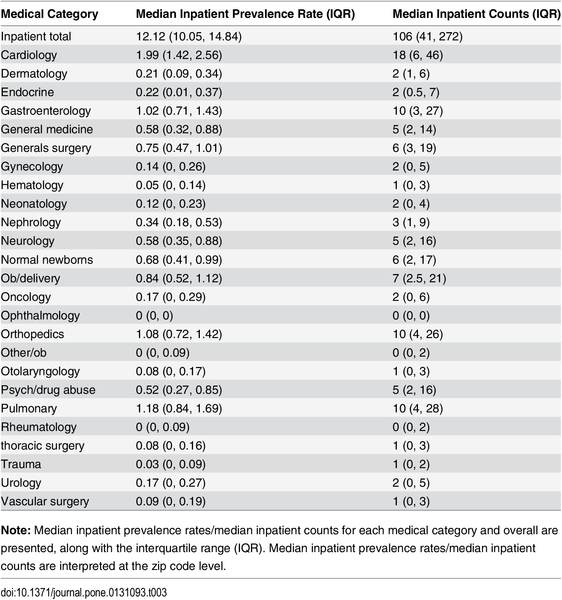 Medical Category Median Inpatient Prevalence Rate (IQR) Median Inpatient Counts (IQR)
Inpatient total 12.12 (10.05, 14.84) 106 (41, 272)
Cardiology 1.99 (1.42, 2.56) 18 (6, 46)
Dermatology 0.21 (0.09, 0.34) 2 (1, 6)
Endocrine 0.22 (0.01, 0.37) 2 (0.5, 7)
Gastroenterology 1.02 (0.71, 1.43) 10 (3, 27)
General medicine 0.58 (0.32, 0.88) 5 (2, 14)
Generals surgery 0.75 (0.47, 1.01) 6 (3, 19)
Gynecology 0.14 (0, 0.26) 2 (0, 5)
Hematology 0.05 (0, 0.14) 1 (0, 3)
Neonatology 0.12 (0, 0.23) 2 (0, 4)
Nephrology 0.34 (0.18, 0.53) 3 (1, 9)
Neurology 0.58 (0.35, 0.88) 5 (2, 16)
Normal newborns 0.68 (0.41, 0.99) 6 (2, 17)
Ob/delivery 0.84 (0.52, 1.12) 7 (2.5, 21)
Oncology 0.17 (0, 0.29) 2 (0, 6)
Ophthalmology 0 (0, 0) 0 (0, 0)
Orthopedics 1.08 (0.72, 1.42) 10 (4, 26)
Other/ob 0 (0, 0.09) 0 (0, 2)
Otolaryngology 0.08 (0, 0.17) 1 (0, 3)
Psych/drug abuse 0.52 (0.27, 0.85) 5 (2, 16)
Pulmonary 1.18 (0.84, 1.69) 10 (4, 28)
Rheumatology 0 (0, 0.09) 0 (0, 2)
thoracic surgery 0.08 (0, 0.16) 1 (0, 3)
Trauma 0.03 (0, 0.09) 1 (0, 2)
Urology 0.17 (0, 0.27) 2 (0, 5)
Vascular surgery 0.09 (0, 0.19) 1 (0, 3)
Note: Median inpatient prevalence rates/median inpatient counts for each medical category and overall are
presented, along with the interquartile range (IQR). Median inpatient prevalence rates/median inpatient
counts are interpreted at the zip code level.
doi:10.1371/journal.pone.0131093.t003